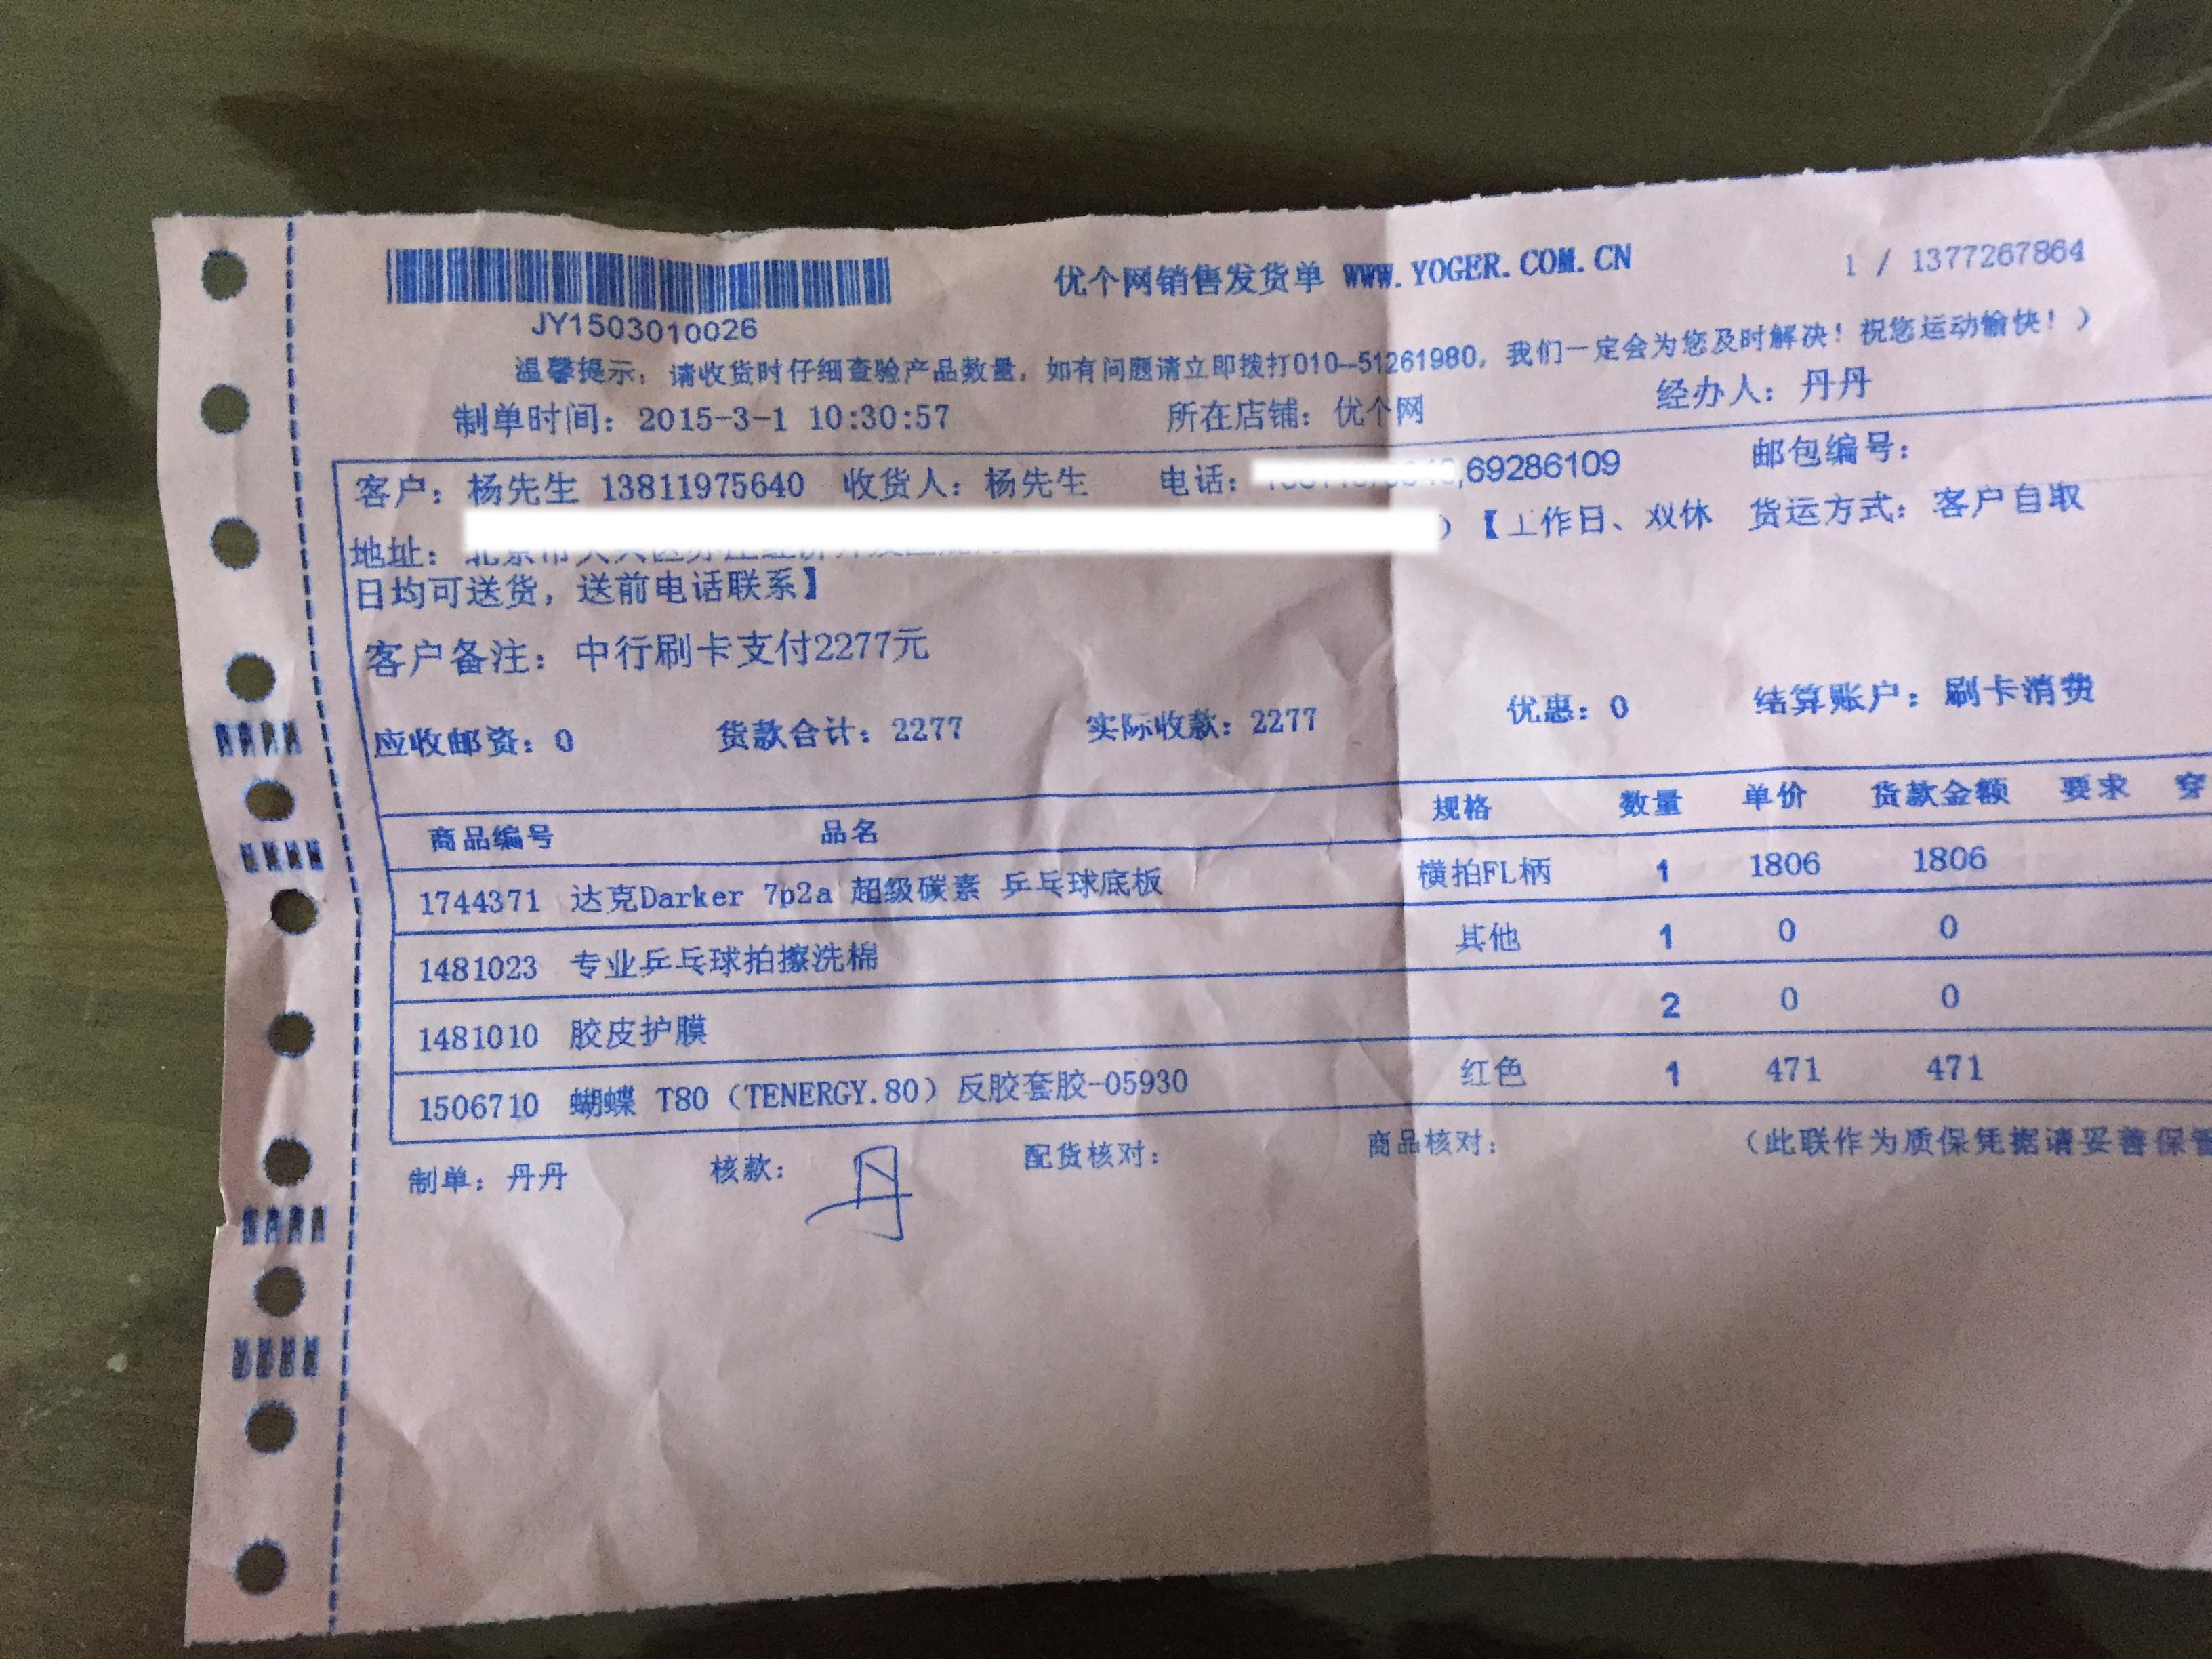 优个网销售发货单 WWW.YOGER.COM.CN 1 / 1377267864
JY1503010026
温馨提示：请收货时仔细查验产品数量，如有问题请立即拨打010--51261980，我们一定会为您及时解决！祝您运动愉快！）
制单时间：2015-3-1 10:30:57 所在店铺：优个网 经办人：丹丹
客户：杨先生 13811975640 收货人：杨先生 电话：,69286109 邮包编号：
地址：）【工作日、双休 货运方式：客户自取
日均可送货，送前电话联系】
客户备注：中行刷卡支付2277元
应收邮资：0 货款合计：2277 实际收款：2277 优惠：0 结算账户：刷卡消费
商品编号 品名 规格 数量 单价 货款金额 要求 穿
1744371 达克Darker 7p2a 超级碳素 乒乓球底板 横拍FL柄 1 1806 1806
1481023 专业乒乓球拍擦洗棉 其他 1 0 0
1481010 胶皮护膜 2 0 0
1506710 蝴蝶 T80（TENERGY.80）反胶套胶-05930 红色 1 471 471
制单：丹丹 核款：丹 配货核对： 商品核对： （此联作为质保凭据请妥善保管